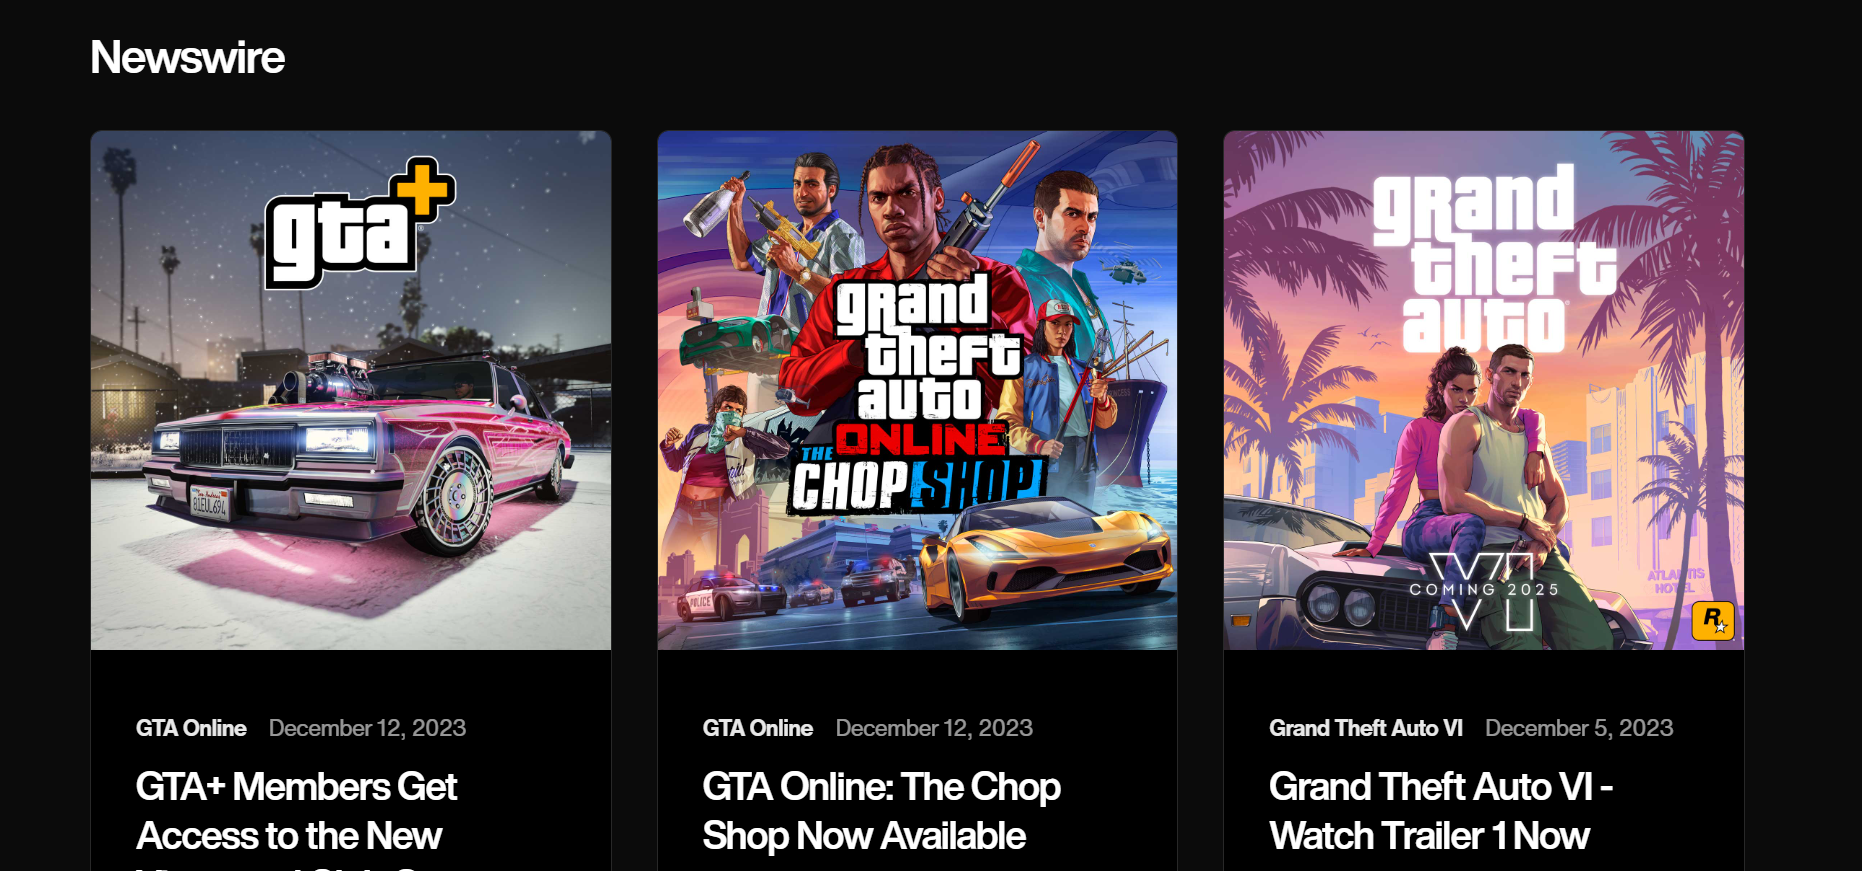 Newswire
gta+
San Andreas
81EUL694
GTA Online December 12, 2023
GTA+ Members Get
Access to the New
grand
theft
auto
ONLINE
THE
CHOP SHOP
POLICE
GTA Online December 12, 2023
GTA Online: The Chop
Shop Now Available
grand
theft
auto
VI
COMING 2025
ATLANTIS
HOTEL
R
Grand Theft Auto VI December 5, 2023
Grand Theft Auto VI -
Watch Trailer 1 Now